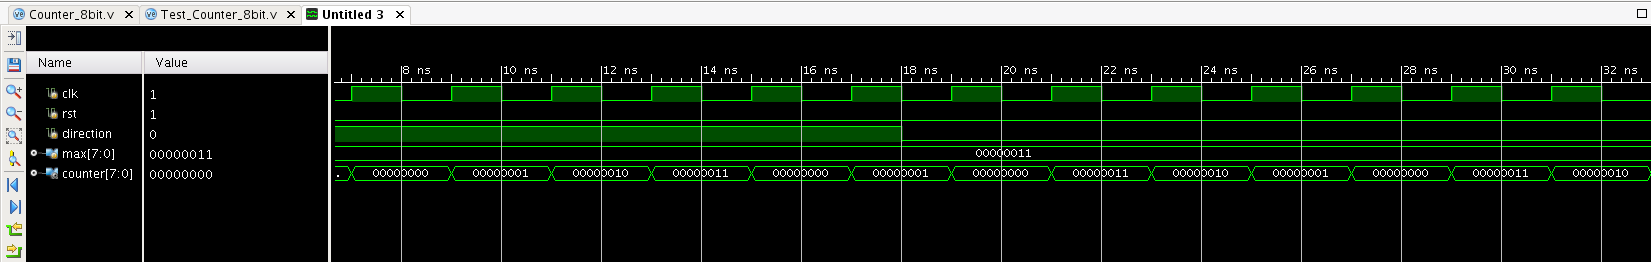 Counter_8bit.v Test_Counter_8bit.v Untitled 3
Name Value
8 ns 10 ns 12 ns 14 ns 16 ns 18 ns 20 ns 22 ns 24 ns 26 ns 28 ns 30 ns 32 ns
clk 1
rst 1
direction 0
max[7:0] 00000011 00000011
counter[7:0] 00000000 . 00000000 00000001 00000010 00000011 00000000 00000001 00000000 00000011 00000010 00000001 00000000 00000011 00000010